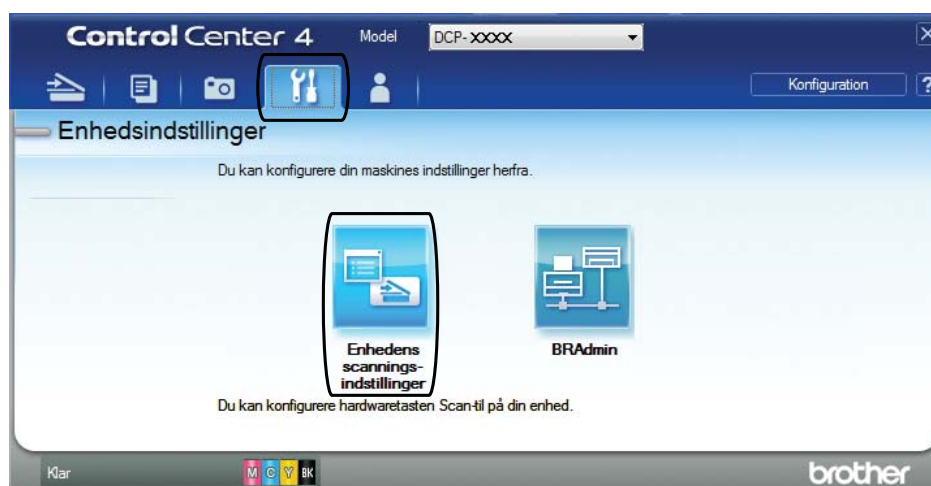 Control Center 4
Model
DCP-XXXX
Konfiguration
?
Enhedsindstillinger
Du kan konfigurere din maskines indstillinger herfra.
Enhedens
scannings-
indstillinger
BRAdmin
Du kan konfigurere hardwaretasten Scan-til på din enhed.
Klar
M C Y BK
brother